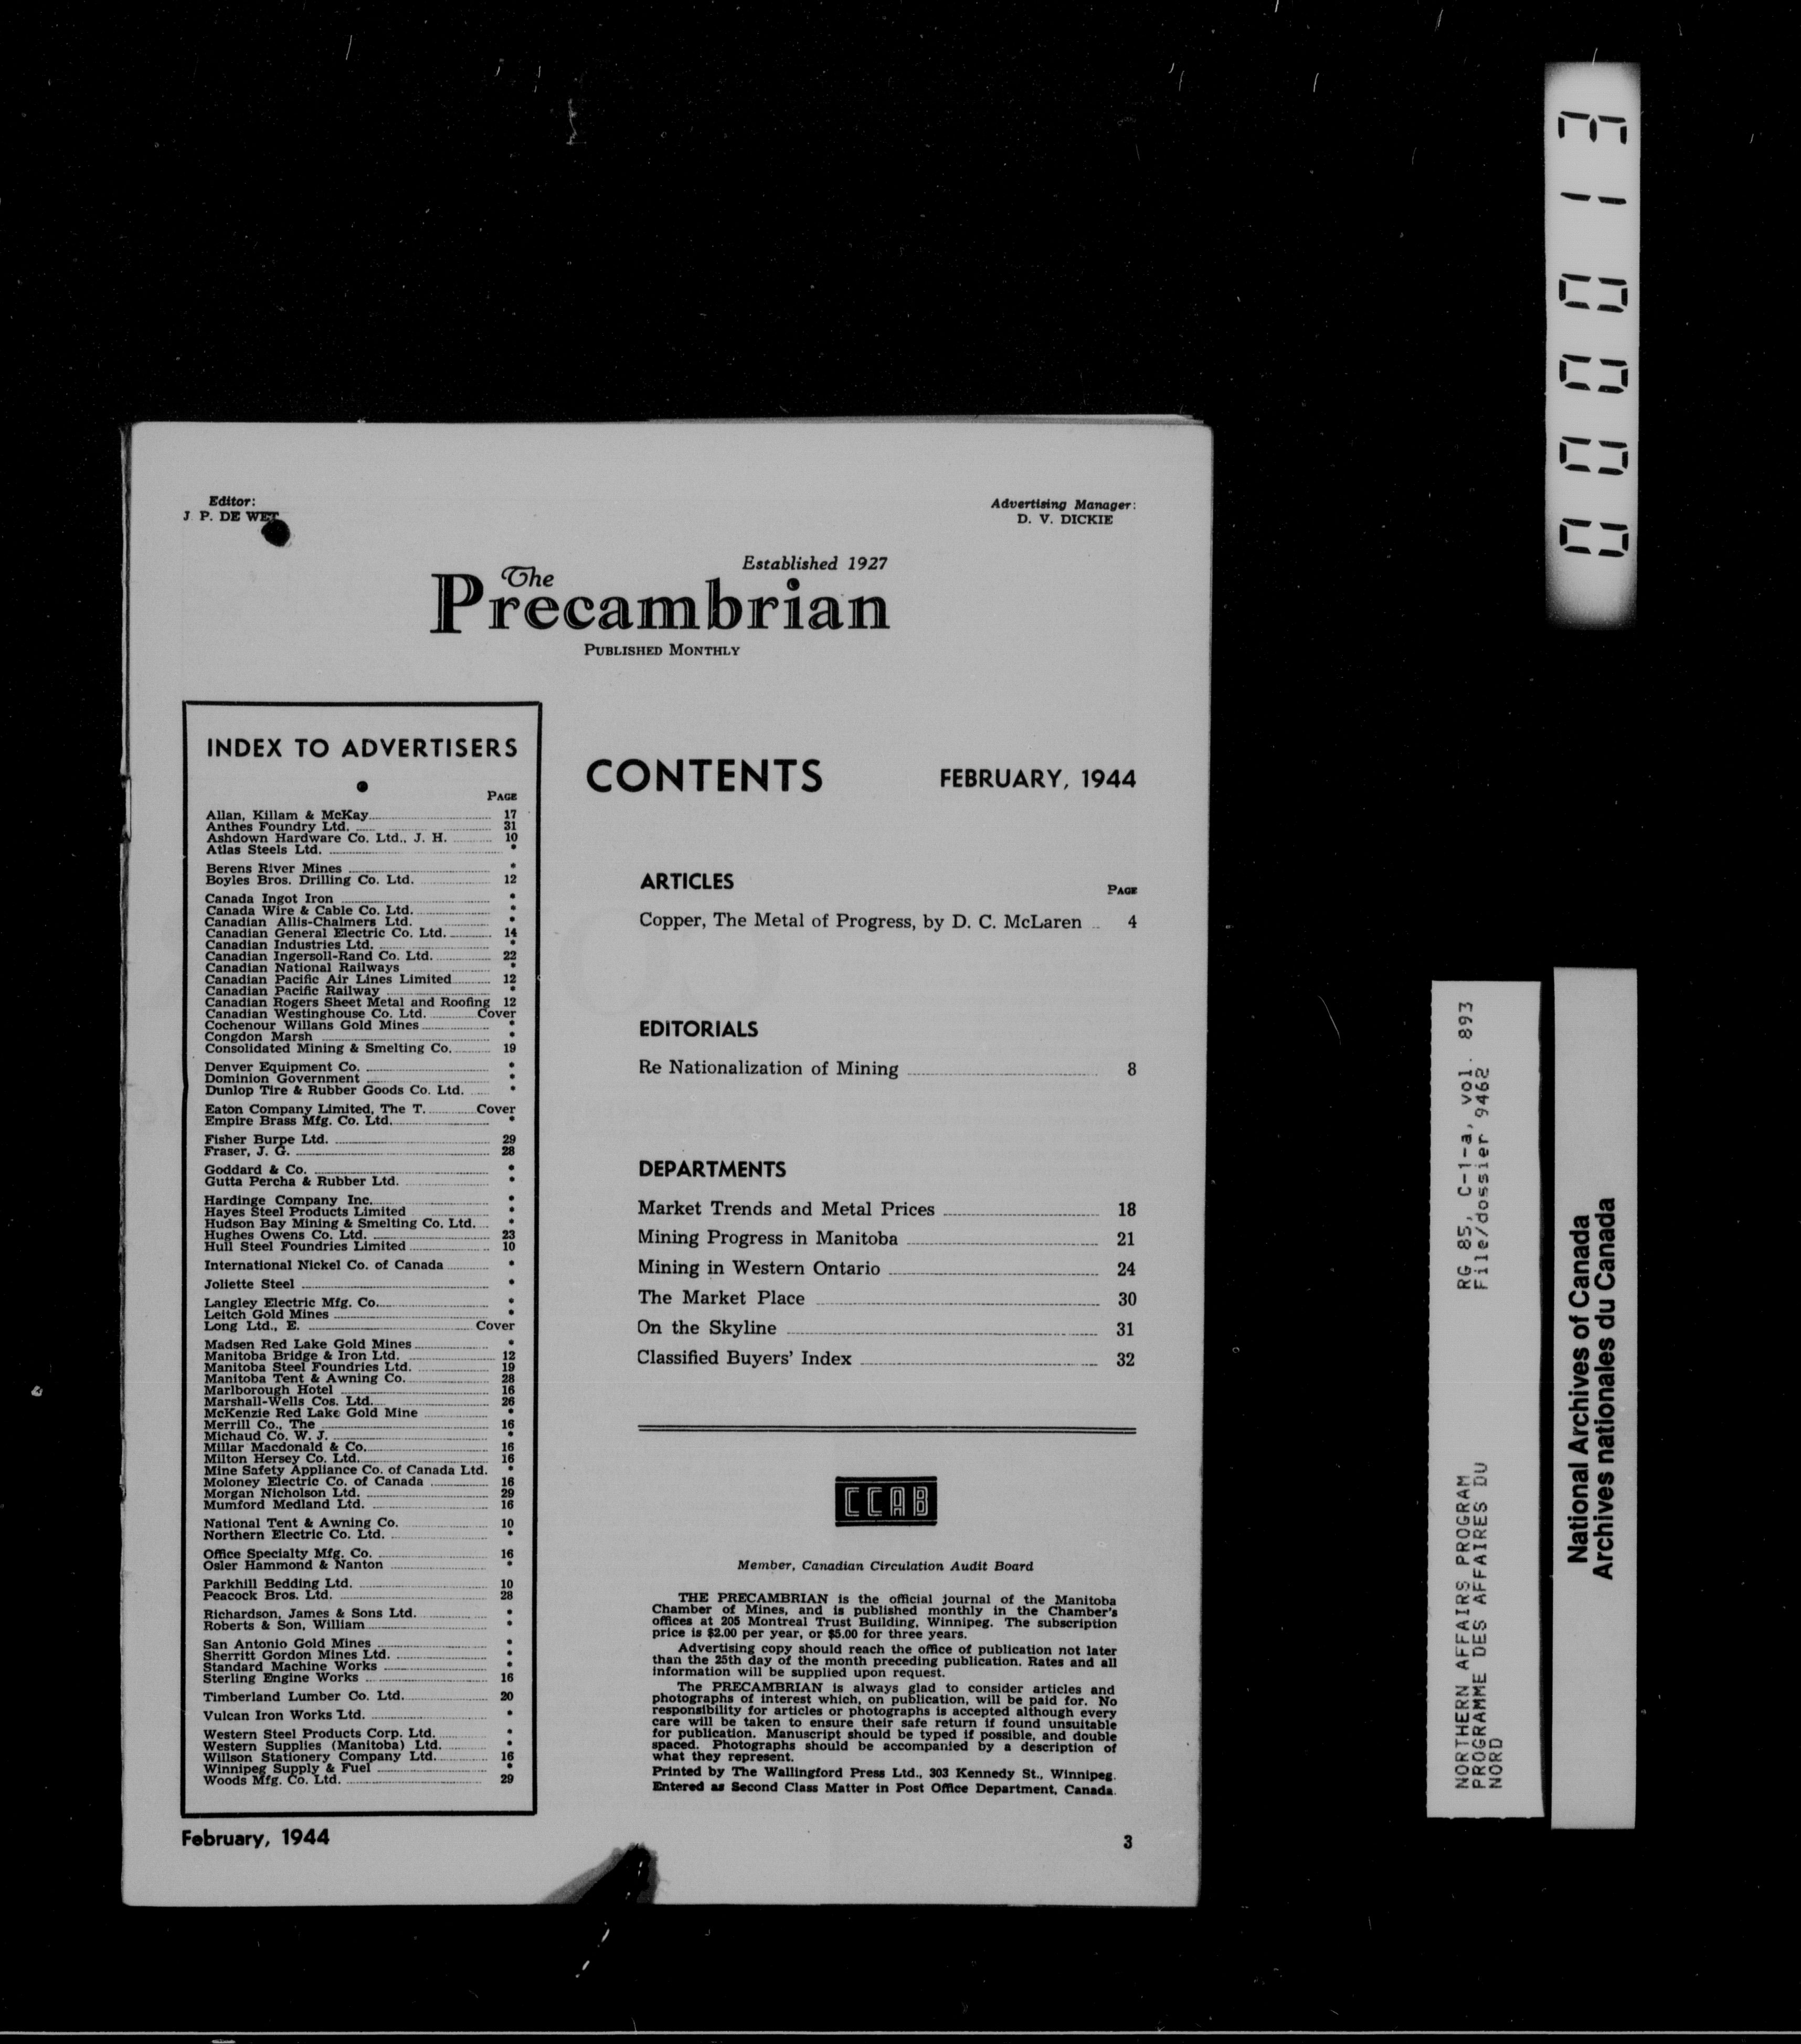 Editor:
J. P. DE WET
Advertising Manager:
D. V. DICKIE
Established 1927
The
Precambrian
PUBLISHED MONTHLY
INDEX TO ADVERTISERS
PAGE
Allan, Killam & McKay 17
Anthes Foundry Ltd. 31
Ashdown Hardware Co. Ltd., J. H. 10
Atlas Steels Ltd. *
Berens River Mines *
Boyles Bros. Drilling Co. Ltd. 12
Canada Ingot Iron *
Canada Wire & Cable Co. Ltd. *
Canadian Allis-Chalmers Ltd. *
Canadian General Electric Co. Ltd. 14
Canadian Industries Ltd. *
Canadian Ingersoll-Rand Co. Ltd. 22
Canadian National Railways *
Canadian Pacific Air Lines Limited 12
Canadian Pacific Railway *
Canadian Rogers Sheet Metal and Roofing 12
Canadian Westinghouse Co. Ltd. Cover
Cochenour Willans Gold Mines *
Congdon Marsh *
Consolidated Mining & Smelting Co. 19
Denver Equipment Co. *
Dominion Government *
Dunlop Tire & Rubber Goods Co. Ltd. *
Eaton Company Limited, The T. Cover
Empire Brass Mfg. Co. Ltd. *
Fisher Burpe Ltd. 29
Fraser, J. G. 28
Goddard & Co. *
Gutta Percha & Rubber Ltd. *
Hardinge Company Inc. *
Hayes Steel Products Limited *
Hudson Bay Mining & Smelting Co. Ltd. *
Hughes Owens Co. Ltd. 23
Hull Steel Foundries Limited 10
International Nickel Co. of Canada *
Joliette Steel *
Langley Electric Mfg. Co. *
Leitch Gold Mines *
Long Ltd., E. Cover
Madsen Red Lake Gold Mines *
Manitoba Bridge & Iron Ltd. 12
Manitoba Steel Foundries Ltd. 19
Manitoba Tent & Awning Co. 28
Marlborough Hotel 16
Marshall-Wells Cos. Ltd. 26
McKenzie Red Lake Gold Mine *
Merrill Co., The 16
Michaud Co. W. J. *
Millar Macdonald & Co. 16
Milton Hersey Co. Ltd. 16
Mine Safety Appliance Co. of Canada Ltd. *
Moloney Electric Co. of Canada 16
Morgan Nicholson Ltd. 29
Mumford Medland Ltd. 16
National Tent & Awning Co. 10
Northern Electric Co. Ltd. *
Office Specialty Mfg. Co. 16
Osler Hammond & Nanton *
Parkhill Bedding Ltd. 10
Peacock Bros. Ltd. 28
Richardson, James & Sons Ltd. *
Roberts & Son, William *
San Antonio Gold Mines *
Sherritt Gordon Mines Ltd. *
Standard Machine Works *
Sterling Engine Works 16
Timberland Lumber Co. Ltd. 20
Vulcan Iron Works Ltd. *
Western Steel Products Corp. Ltd. *
Western Supplies (Manitoba) Ltd. *
Willson Stationery Company Ltd. 16
Winnipeg Supply & Fuel *
Woods Mfg. Co. Ltd. 29
CONTENTS FEBRUARY, 1944
ARTICLES
PAGE
Copper, The Metal of Progress, by D. C. McLaren 4
EDITORIALS
Re Nationalization of Mining 8
DEPARTMENTS
Market Trends and Metal Prices 18
Mining Progress in Manitoba 21
Mining in Western Ontario 24
The Market Place 30
On the Skyline 31
Classified Buyers' Index 32
CCAB
Member, Canadian Circulation Audit Board
THE PRECAMBRIAN is the official journal of the Manitoba
Chamber of Mines, and is published monthly in the Chamber's
offices at 205 Montreal Trust Building, Winnipeg. The subscription
price is $2.00 per year, or $5.00 for three years.
Advertising copy should reach the office of publication not later
than the 25th day of the month preceding publication. Rates and all
information will be supplied upon request.
The PRECAMBRIAN is always glad to consider articles and
photographs of interest which, on publication, will be paid for. No
responsibility for articles or photographs is accepted although every
care will be taken to ensure their safe return if found unsuitable
for publication. Manuscript should be typed if possible, and double
spaced. Photographs should be accompanied by a description of
what they represent.
Printed by The Wallingford Press Ltd., 303 Kennedy St., Winnipeg.
Entered as Second Class Matter in Post Office Department, Canada.
February, 1944
3
000013
RG 85, C-1-a, vol. 893
File/dossier 9462
NORTHERN AFFAIRS PROGRAM
PROGRAMME DES AFFAIRES DU
NORD
National Archives of Canada
Archives nationales du Canada